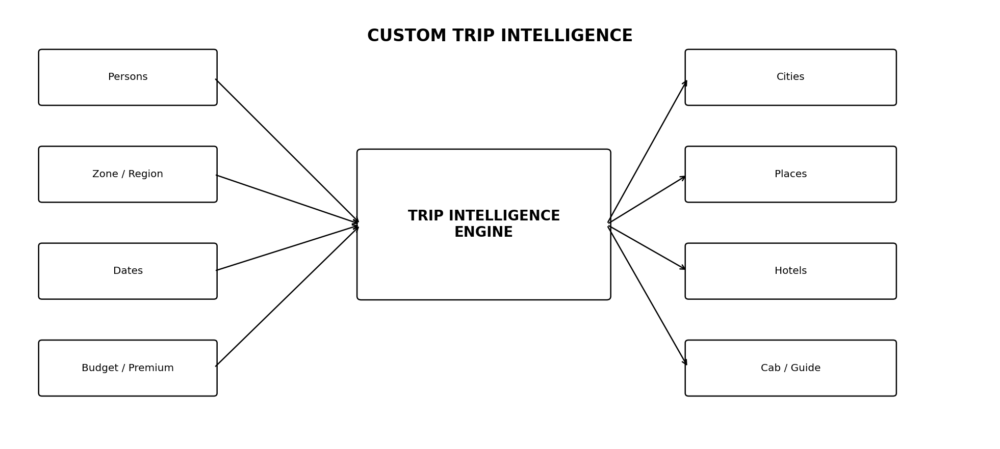 CUSTOM TRIP INTELLIGENCE
Persons
Zone / Region
Dates
Budget / Premium
TRIP INTELLIGENCE
ENGINE
Cities
Places
Hotels
Cab / Guide